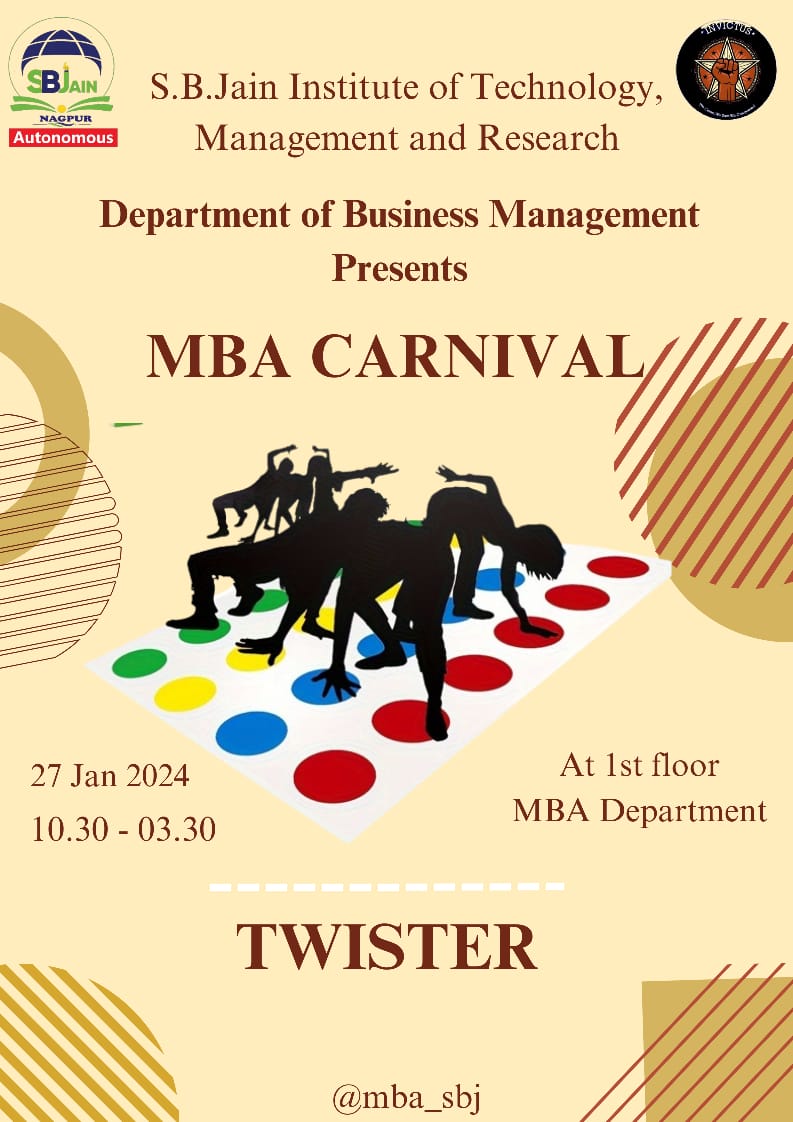 SBJAIN
NAGPUR
Autonomous
INVICTUS
S.B.Jain Institute of Technology,
Management and Research
Department of Business Management
Presents
MBA CARNIVAL
27 Jan 2024
10.30 - 03.30
At 1st floor
MBA Department
TWISTER
@mba_sbj